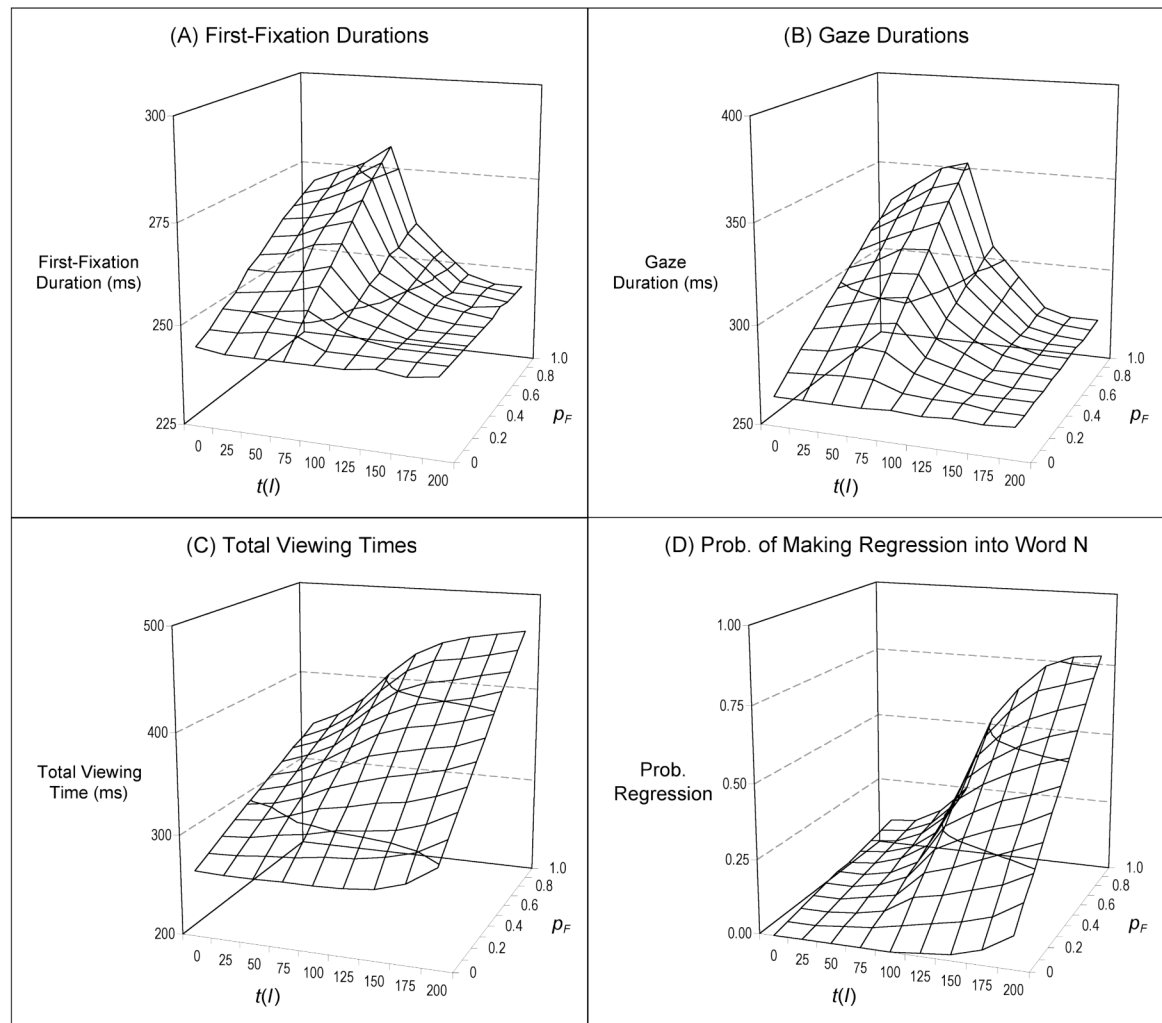 (A) First-Fixation Durations
300
275
First-Fixation
Duration (ms)
250
225
0 25 50 75 100 125 150 175 200
t(I)
0 0.2 0.4 0.6 0.8 1.0
pF
(B) Gaze Durations
400
350
Gaze
Duration (ms)
300
250
0 25 50 75 100 125 150 175 200
t(I)
0 0.2 0.4 0.6 0.8 1.0
pF
(C) Total Viewing Times
500
400
Total Viewing
Time (ms)
300
200
0 25 50 75 100 125 150 175 200
t(I)
0 0.2 0.4 0.6 0.8 1.0
pF
(D) Prob. of Making Regression into Word N
1.00
0.75
Prob.
Regression
0.50
0.25
0.00
0 25 50 75 100 125 150 175 200
t(I)
0 0.2 0.4 0.6 0.8 1.0
pF